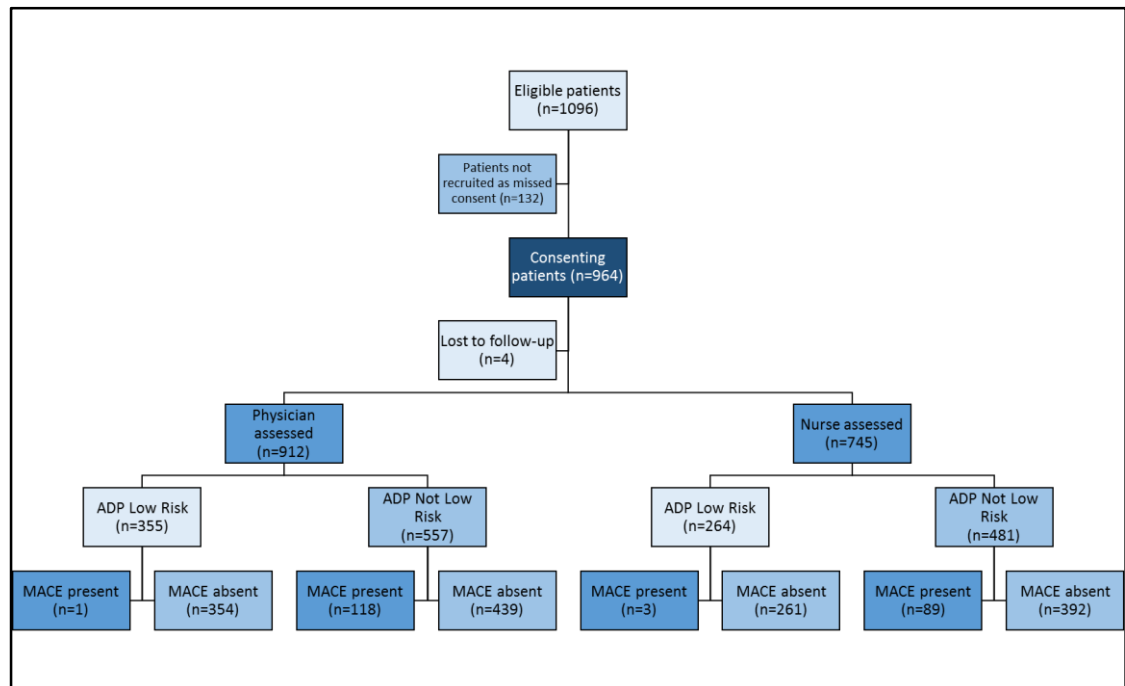 Eligible patients
(n=1096)
Patients not
recruited as missed
consent (n=132)
Consenting
patients (n=964)
Lost to follow-up
(n=4)
Physician
assessed
(n=912)
Nurse assessed
(n=745)
ADP Low Risk
(n=355)
ADP Not Low
Risk
(n=557)
ADP Low Risk
(n=264)
ADP Not Low
Risk
(n=481)
MACE present
(n=1)
MACE absent
(n=354)
MACE present
(n=118)
MACE absent
(n=439)
MACE present
(n=3)
MACE absent
(n=261)
MACE present
(n=89)
MACE absent
(n=392)